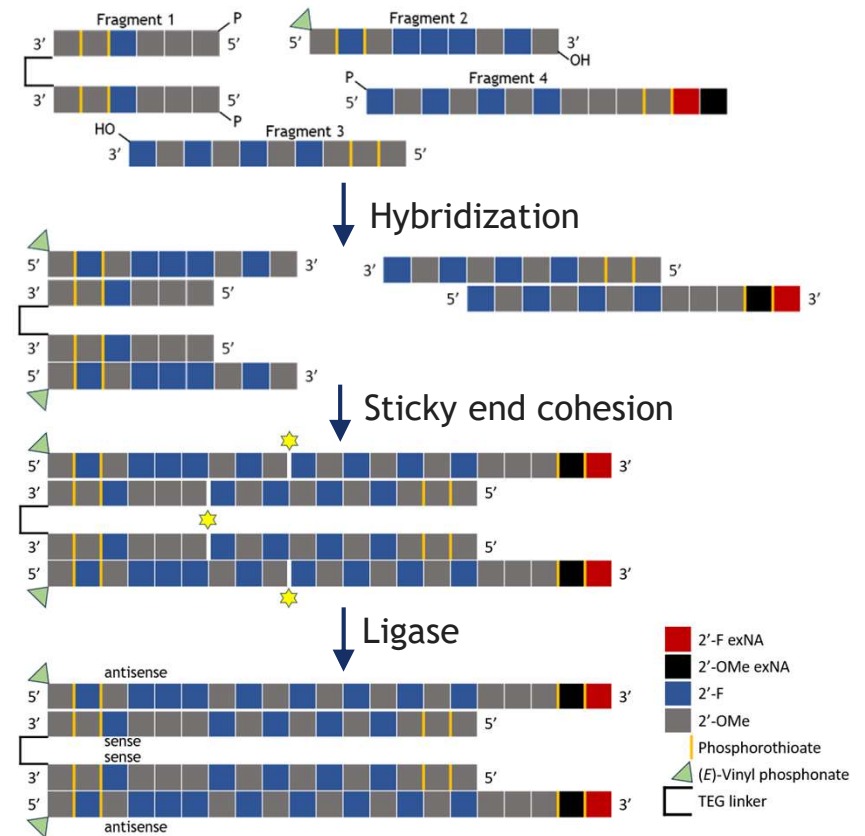 Fragment 1
P
3'
5'
3'
5'
P
Fragment 2
5'
3'
OH
P
Fragment 4
5'
HO
Fragment 3
3'
5'
Hybridization
5'
3'
3'
5'
3'
5'
5'
3'
3'
5'
5'
3'
Sticky end cohesion
5'
3'
3'
5'
3'
5'
5'
3'
Ligase
antisense
5'
3'
3'
5'
sense
sense
3'
5'
5'
3'
antisense
2'-F exNA
2'-OMe exNA
2'-F
2'-OMe
Phosphorothioate
(E)-Vinyl phosphonate
TEG linker